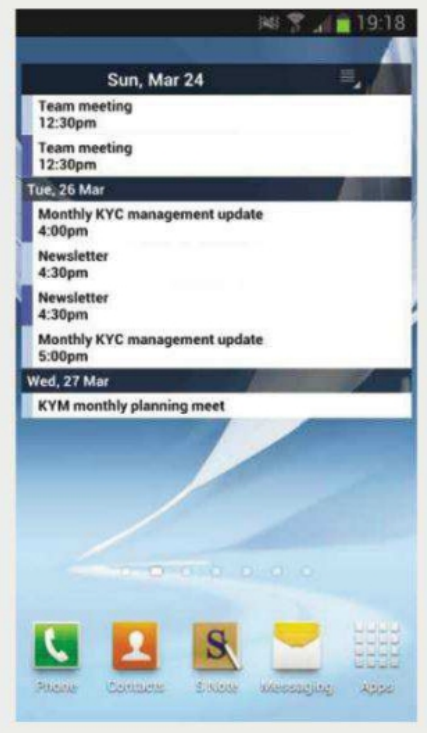 19:18
Sun, Mar 24
Team meeting
12:30pm
Team meeting
12:30pm
Tue, 26 Mar
Monthly KYC management update
4:00pm
Newsletter
4:30pm
Newsletter
4:30pm
Monthly KYC management update
5:00pm
Wed, 27 Mar
KYM monthly planning meet
S
Phone Contacts S Note Messaging Apps